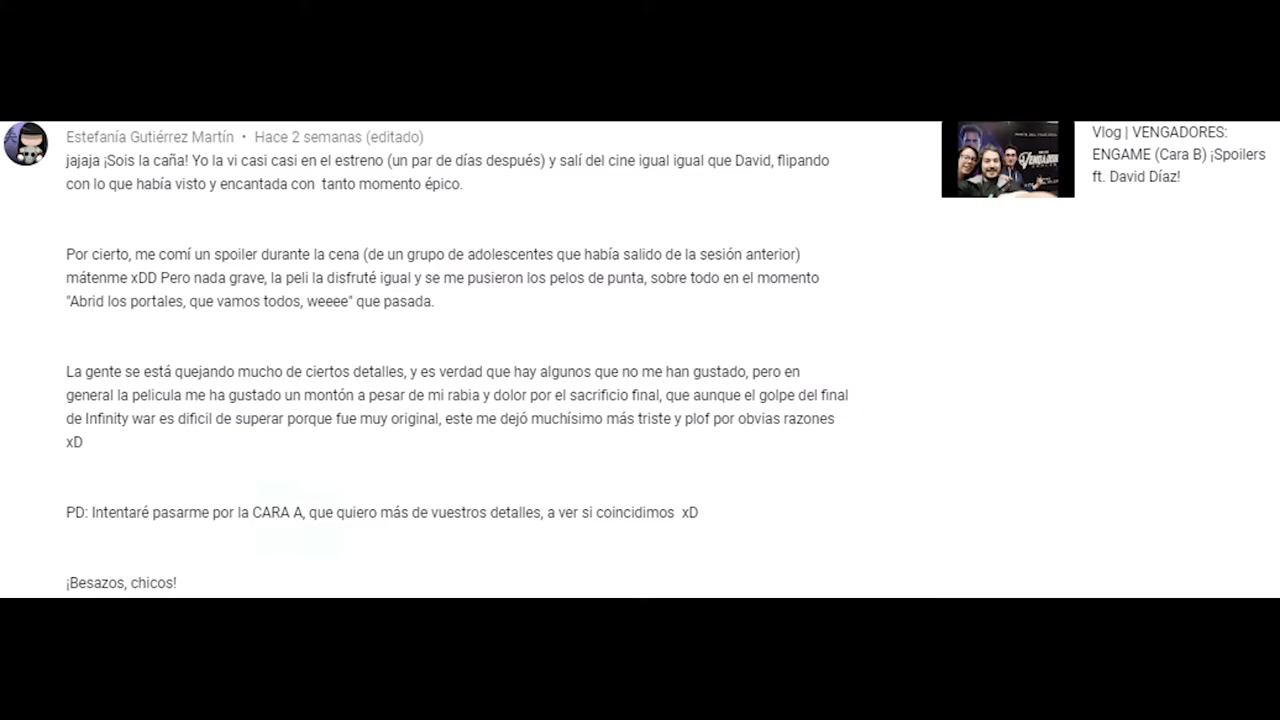 Estefanía Gutiérrez Martín • Hace 2 semanas (editado)
jajaja ¡Sois la caña! Yo la vi casi casi en el estreno (un par de días después) y salí del cine igual igual que David, flipando
con lo que había visto y encantada con tanto momento épico.
Por cierto, me comí un spoiler durante la cena (de un grupo de adolescentes que había salido de la sesión anterior)
mátenme xDD Pero nada grave, la peli la disfruté igual y se me pusieron los pelos de punta, sobre todo en el momento
"Abrid los portales, que vamos todos, weeee" que pasada.
La gente se está quejando mucho de ciertos detalles, y es verdad que hay algunos que no me han gustado, pero en
general la pelicula me ha gustado un montón a pesar de mi rabia y dolor por el sacrificio final, que aunque el golpe del final
de Infinity war es dificil de superar porque fue muy original, este me dejó muchísimo más triste y plof por obvias razones
xD
PD: Intentaré pasarme por la CARA A, que quiero más de vuestros detalles, a ver si coincidimos xD
¡Besazos, chicos!
VENGADORES
Vlog | VENGADORES:
ENGAME (Cara B) ¡Spoilers
ft. David Díaz!